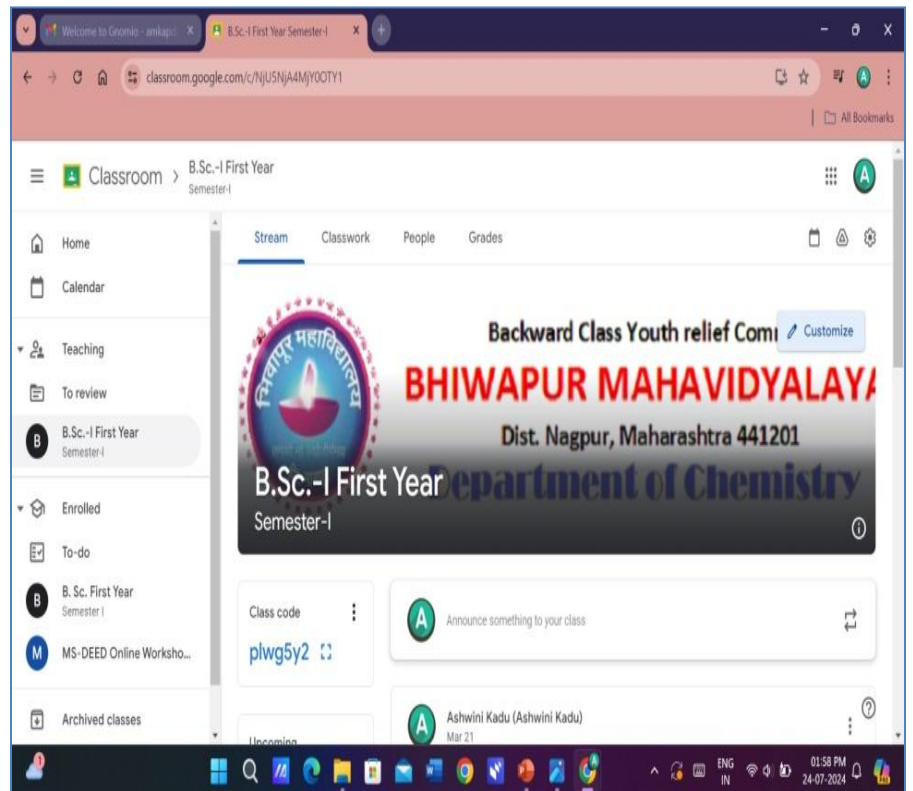 Welcome to Gnomio - amkapd
B.Sc.-I First Year Semester-I
classroom.google.com/c/NjU5NjA4MjY0OTY1
All Bookmarks
Classroom > B.Sc.-I First Year
Semester-I
Home
Calendar
Teaching
To review
B
B.Sc.-I First Year
Semester-I
Enrolled
To-do
B
B. Sc. First Year
Semester I
M
MS-DEED Online Worksho...
Archived classes
Stream Classwork People Grades
भिवापूर महाविद्यालय
Backward Class Youth relief Comm
Customize
BHIWAPUR MAHAVIDYALAYA
Dist. Nagpur, Maharashtra 441201
Department of Chemistry
B.Sc.-I First Year
Semester-I
Class code
plwg5y2
Upcoming
A
Announce something to your class
A
Ashwini Kadu (Ashwini Kadu)
Mar 21
ENG
IN
01:58 PM
24-07-2024